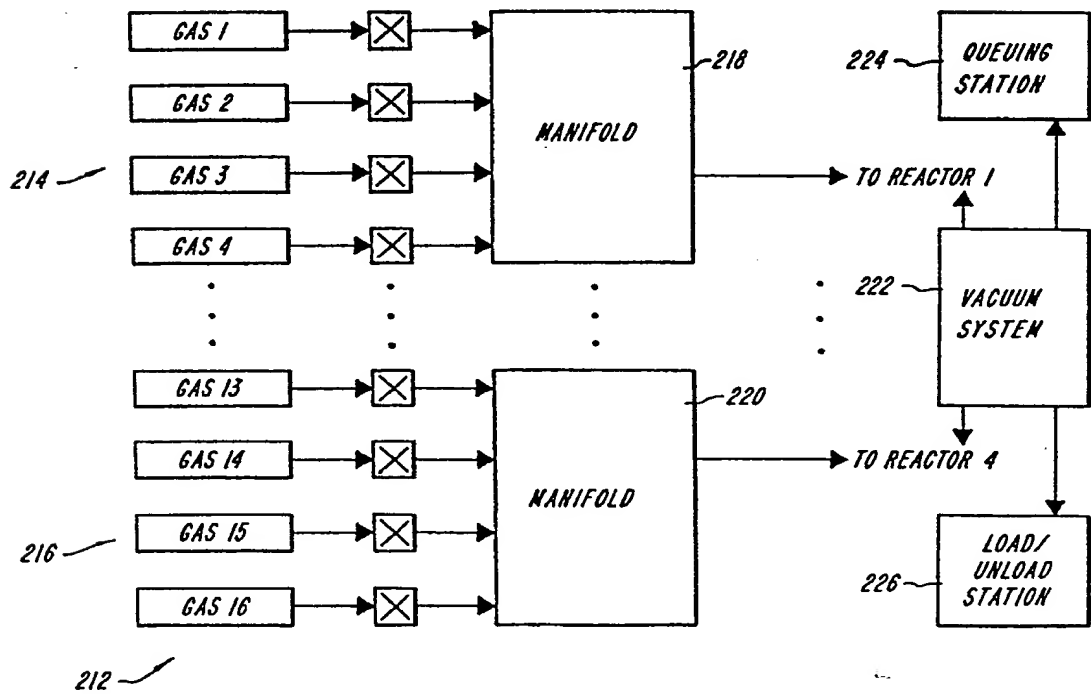 GAS 1
GAS 2
GAS 3
GAS 4
214
MANIFOLD
218
TO REACTOR 1
224
QUEUING
STATION
222
VACUUM
SYSTEM
GAS 13
GAS 14
GAS 15
GAS 16
216
212
MANIFOLD
220
TO REACTOR 4
226
LOAD/
UNLOAD
STATION